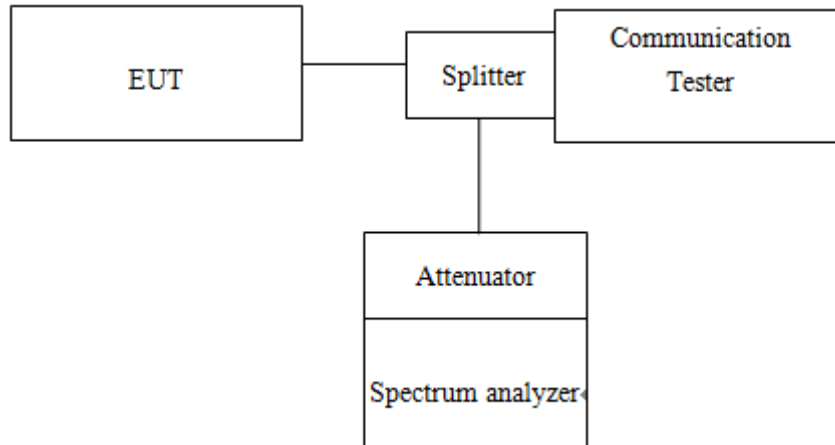 EUT
Splitter
Communication
Tester
Attenuator
Spectrum analyzer